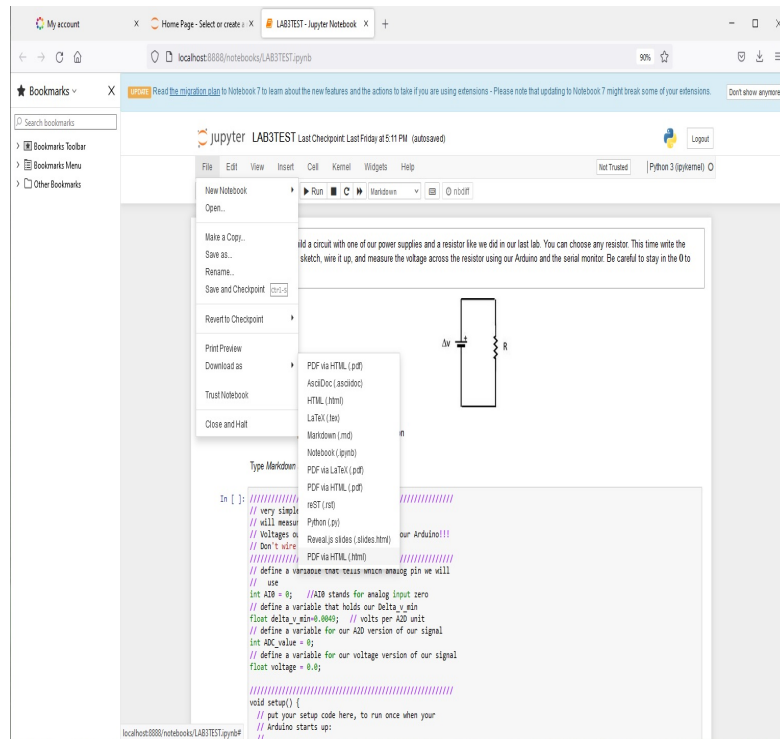 My account
Home Page - Select or create a
LAB3TEST - Jupyter Notebook
localhost:8888/notebooks/LAB3TEST.ipynb
90%
Bookmarks
Search bookmarks
Bookmarks Toolbar
Bookmarks Menu
Other Bookmarks
UPDATE Read the migration plan to Notebook 7 to learn about the new features and the actions to take if you are using extensions - Please note that updating to Notebook 7 might break some of your extensions.
Don't show anymore
jupyter LAB3TEST Last Checkpoint: Last Friday at 5:11 PM (autosaved)
Logout
File Edit View Insert Cell Kernel Widgets Help
Not Trusted
Python 3 (ipykernel)
Run Markdown nbdiff
New Notebook
Open...
Make a Copy...
Save as...
Rename...
Save and Checkpoint Ctrl-S
Revert to Checkpoint
Print Preview
Download as
Trust Notebook
Close and Halt
ild a circuit with one of our power supplies and a resistor like we did in our last lab. You can choose any resistor. This time write the
sketch, wire it up, and measure the voltage across the resistor using our Arduino and the serial monitor. Be careful to stay in the 0 to
Δv
R
PDF via HTML (.pdf)
AsciiDoc (.asciidoc)
HTML (.html)
LaTeX (.tex)
Markdown (.md)
Notebook (.ipynb)
PDF via LaTeX (.pdf)
PDF via HTML (.pdf)
reST (.rst)
Python (.py)
Reveal.js slides (.slides.html)
PDF via HTML (.html)
on
Type Markdown
In [ ]: ////////////// ///////////////
// very simple
// will measu
// Voltages ou our Arduino!!!
// Don't wire
/////////////////////////////////////////////////////////
// define a variable that tells which analog pin we will
// use
int AI0 = 0; //AI0 stands for analog input zero
// define a variable that holds our Delta_v_min
float delta_v_min=0.0049; // volts per A2D unit
// define a variable for our A2D version of our signal
int ADC_value = 0;
// define a variable for our voltage version of our signal
float voltage = 0.0;
/////////////////////////////////////////////////////////
void setup() {
// put your setup code here, to run once when your
// Arduino starts up:
//
localhost:8888/notebooks/LAB3TEST.ipynb#